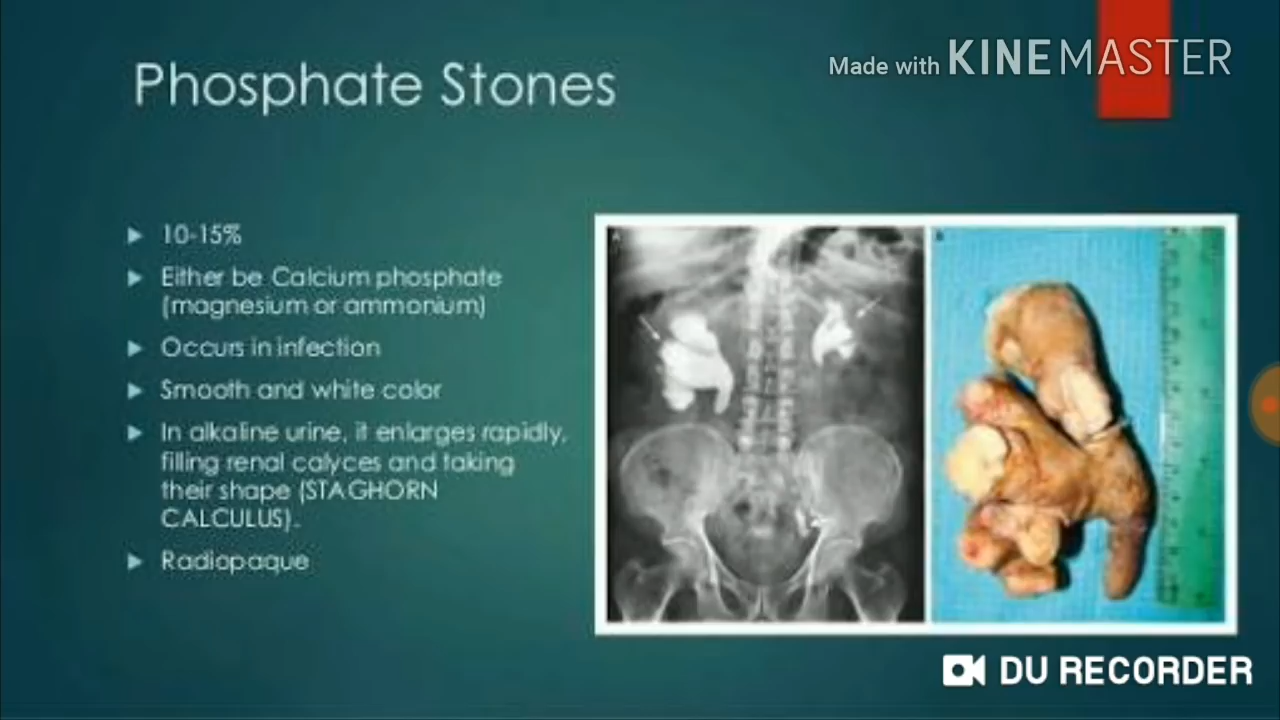 Phosphate Stones
Made with KINEMASTER
10-15%
Either be Calcium phosphate
(magnesium or ammonium)
Occurs in infection
Smooth and white color
In alkaline urine, it enlarges rapidly,
filling renal calyces and taking
their shape (STAGHORN
CALCULUS).
Radiopaque
A
B
DU RECORDER